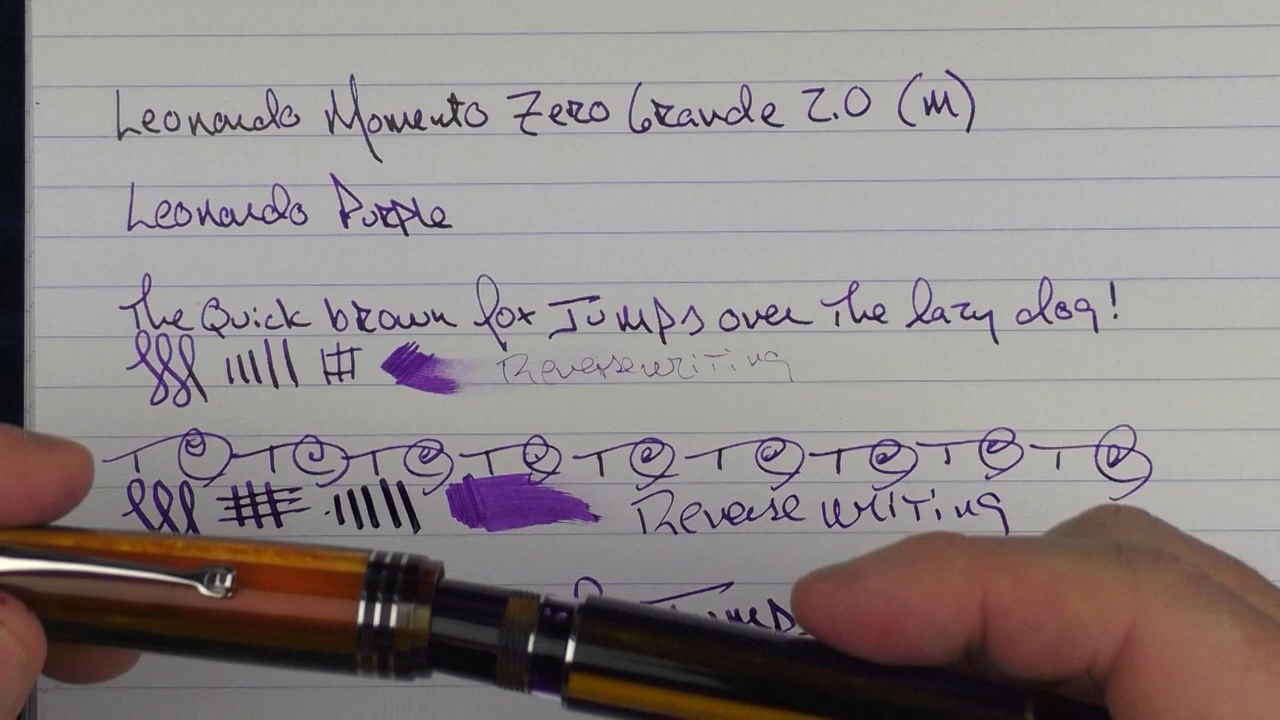 Leonardo Momento Zero Grande 2.0 (M)
Leonardo Purple
The Quick brown fox Jumps over The lazy dog!
Reverse writing
Reverse writing